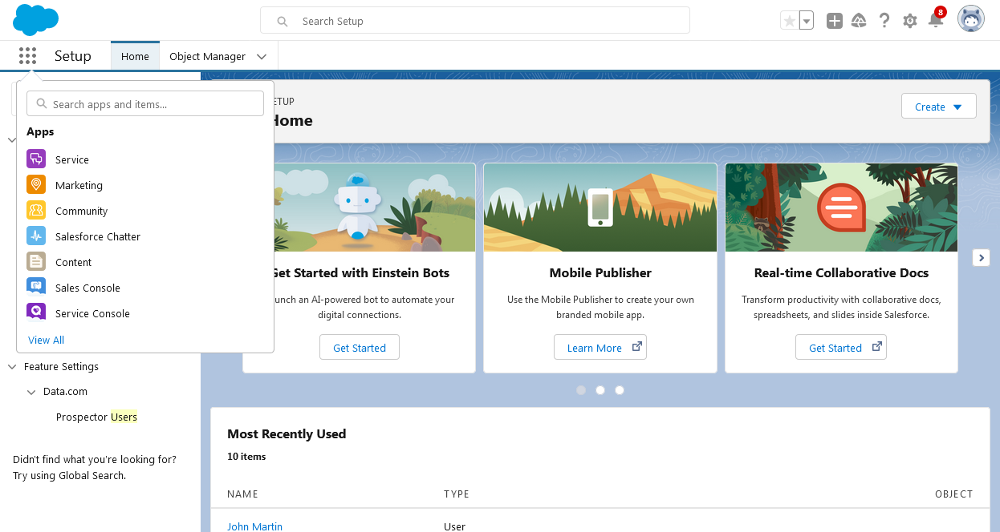 Search Setup
8
Setup
Home
Object Manager
Search apps and items...
Apps
Service
Marketing
Community
Salesforce Chatter
Content
Sales Console
Service Console
View All
Feature Settings
Data.com
Prospector Users
Didn't find what you're looking for?
Try using Global Search.
ETUP
Home
Create
Get Started with Einstein Bots
unch an AI-powered bot to automate your
digital connections.
Get Started
Mobile Publisher
Use the Mobile Publisher to create your own
branded mobile app.
Learn More
Real-time Collaborative Docs
Transform productivity with collaborative docs,
spreadsheets, and slides inside Salesforce.
Get Started
Most Recently Used
10 items
NAME TYPE OBJECT
John Martin User